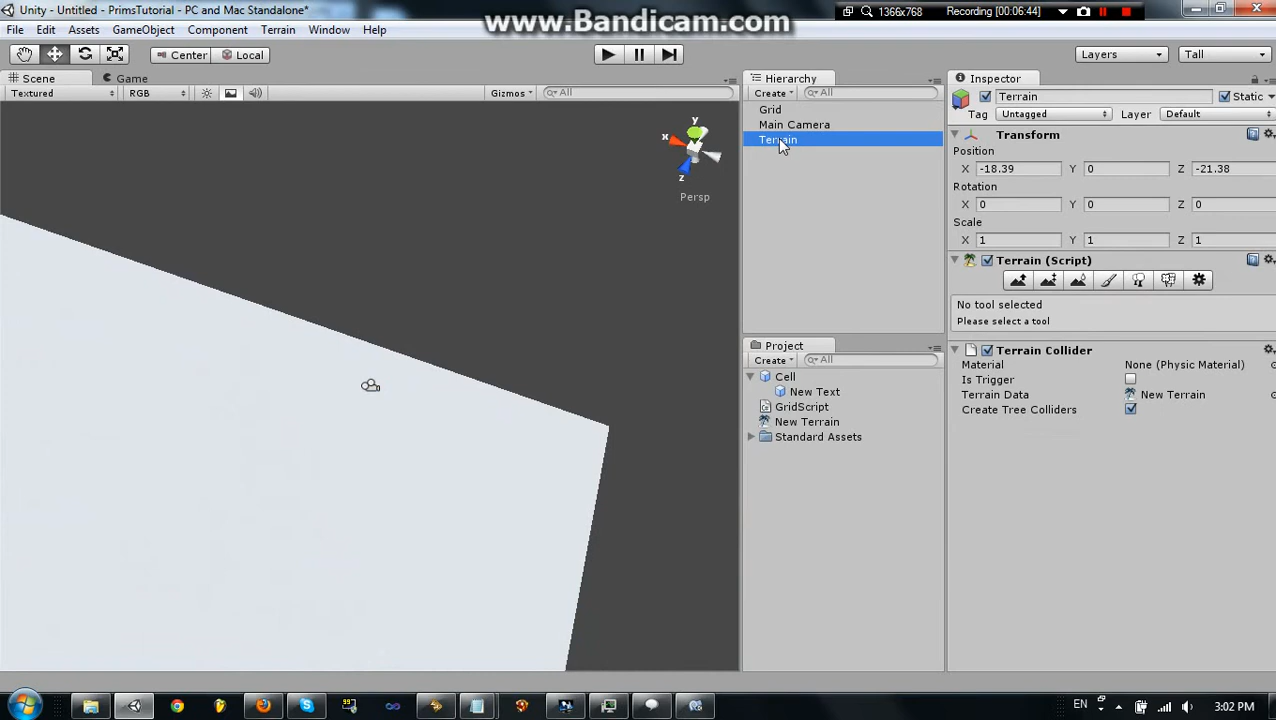 Unity - Untitled - PrimsTutorial - PC and Mac Standalone*
www.Bandicam.com
1366x768
Recording [00:06:44]
File Edit Assets GameObject Component Terrain Window Help
Center Local
Layers
Tall
Scene Game
Textured RGB Gizmos All
y
x
z
Persp
Hierarchy
Create All
Grid
Main Camera
Terrain
Project
Create All
Cell
New Text
GridScript
New Terrain
Standard Assets
Inspector
Terrain Static
Tag Untagged Layer Default
Transform
Position
X -18.39 Y 0 Z -21.38
Rotation
X 0 Y 0 Z 0
Scale
X 1 Y 1 Z 1
Terrain (Script)
No tool selected
Please select a tool
Terrain Collider
Material None (Physic Material)
Is Trigger
Terrain Data New Terrain
Create Tree Colliders
EN 3:02 PM